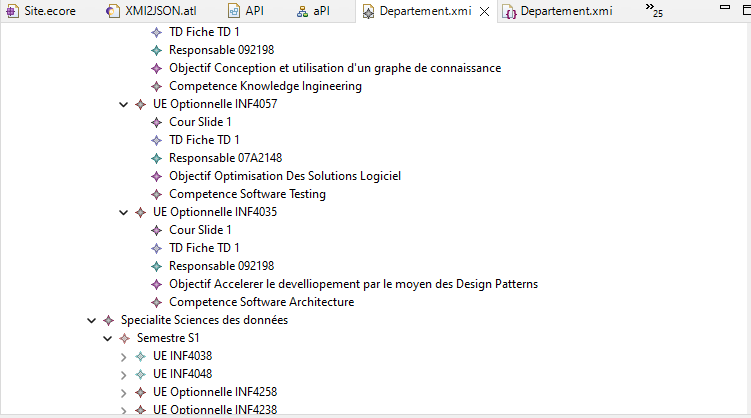 Site.ecore XMI2JSON.atl API aPI Departement.xmi Departement.xmi 25
TD Fiche TD 1
Responsable 092198
Objectif Conception et utilisation d'un graphe de connaissance
Competence Knowledge Ingineering
UE Optionnelle INF4057
Cour Slide 1
TD Fiche TD 1
Responsable 07A2148
Objectif Optimisation Des Solutions Logiciel
Competence Software Testing
UE Optionnelle INF4035
Cour Slide 1
TD Fiche TD 1
Responsable 092198
Objectif Accelerer le develliopement par le moyen des Design Patterns
Competence Software Architecture
Specialite Sciences des données
Semestre S1
UE INF4038
UE INF4048
UE Optionnelle INF4258
UE Optionnelle INF4238